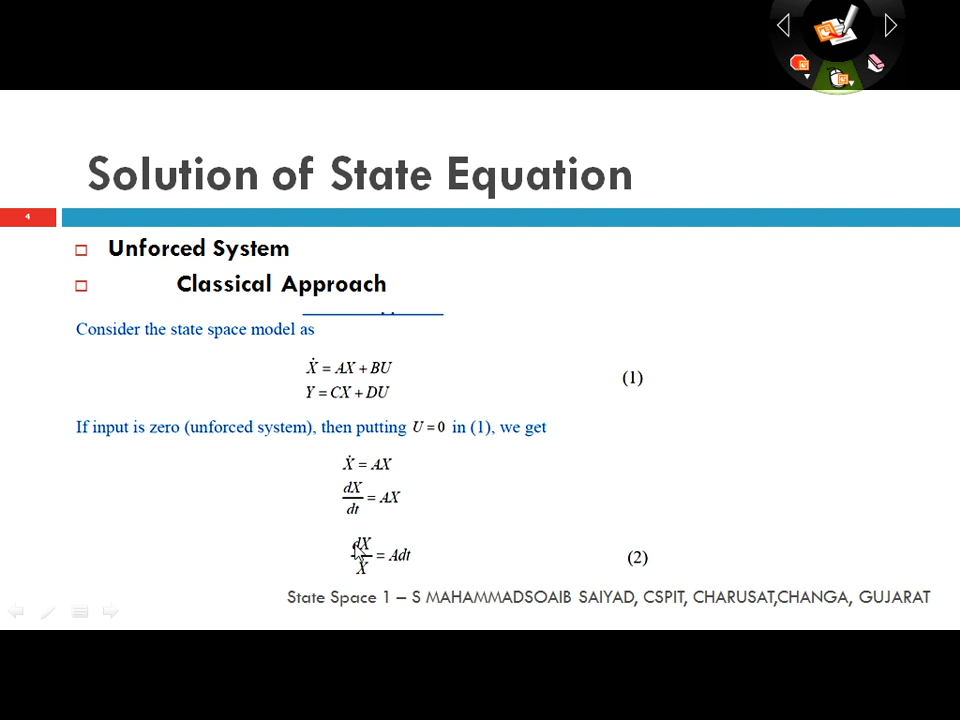 Solution of State Equation
4
Unforced System
Classical Approach
Consider the state space model as
Ẋ = AX + BU
Y = CX + DU
(1)
If input is zero (unforced system), then putting U = 0 in (1), we get
Ẋ = AX
dX/dt = AX
dX/X = Adt
(2)
State Space 1 – S MAHAMMADSOAIB SAIYAD, CSPIT, CHARUSAT,CHANGA, GUJARAT